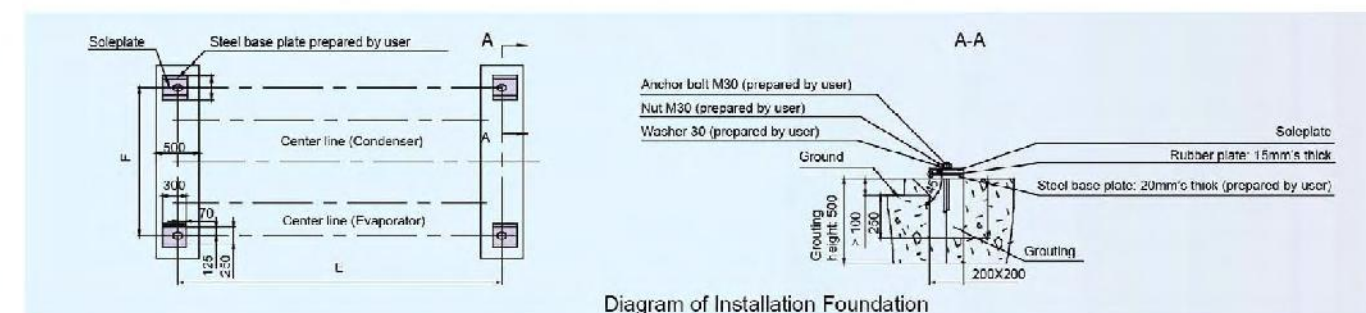 Soleplate
Steel base plate prepared by user
A
A-A
Anchor bolt M30 (prepared by user)
Nut M30 (prepared by user)
Washer 30 (prepared by user)
Soleplate
Rubber plate: 15mm's thick
Steel base plate: 20mm's thick (prepared by user)
Ground
Center line (Condenser)
A
F
500
300
70
Center line (Evaporator)
125
250
L
Grouting
height: 500
> 100
250
Grouting
200X200
Diagram of Installation Foundation